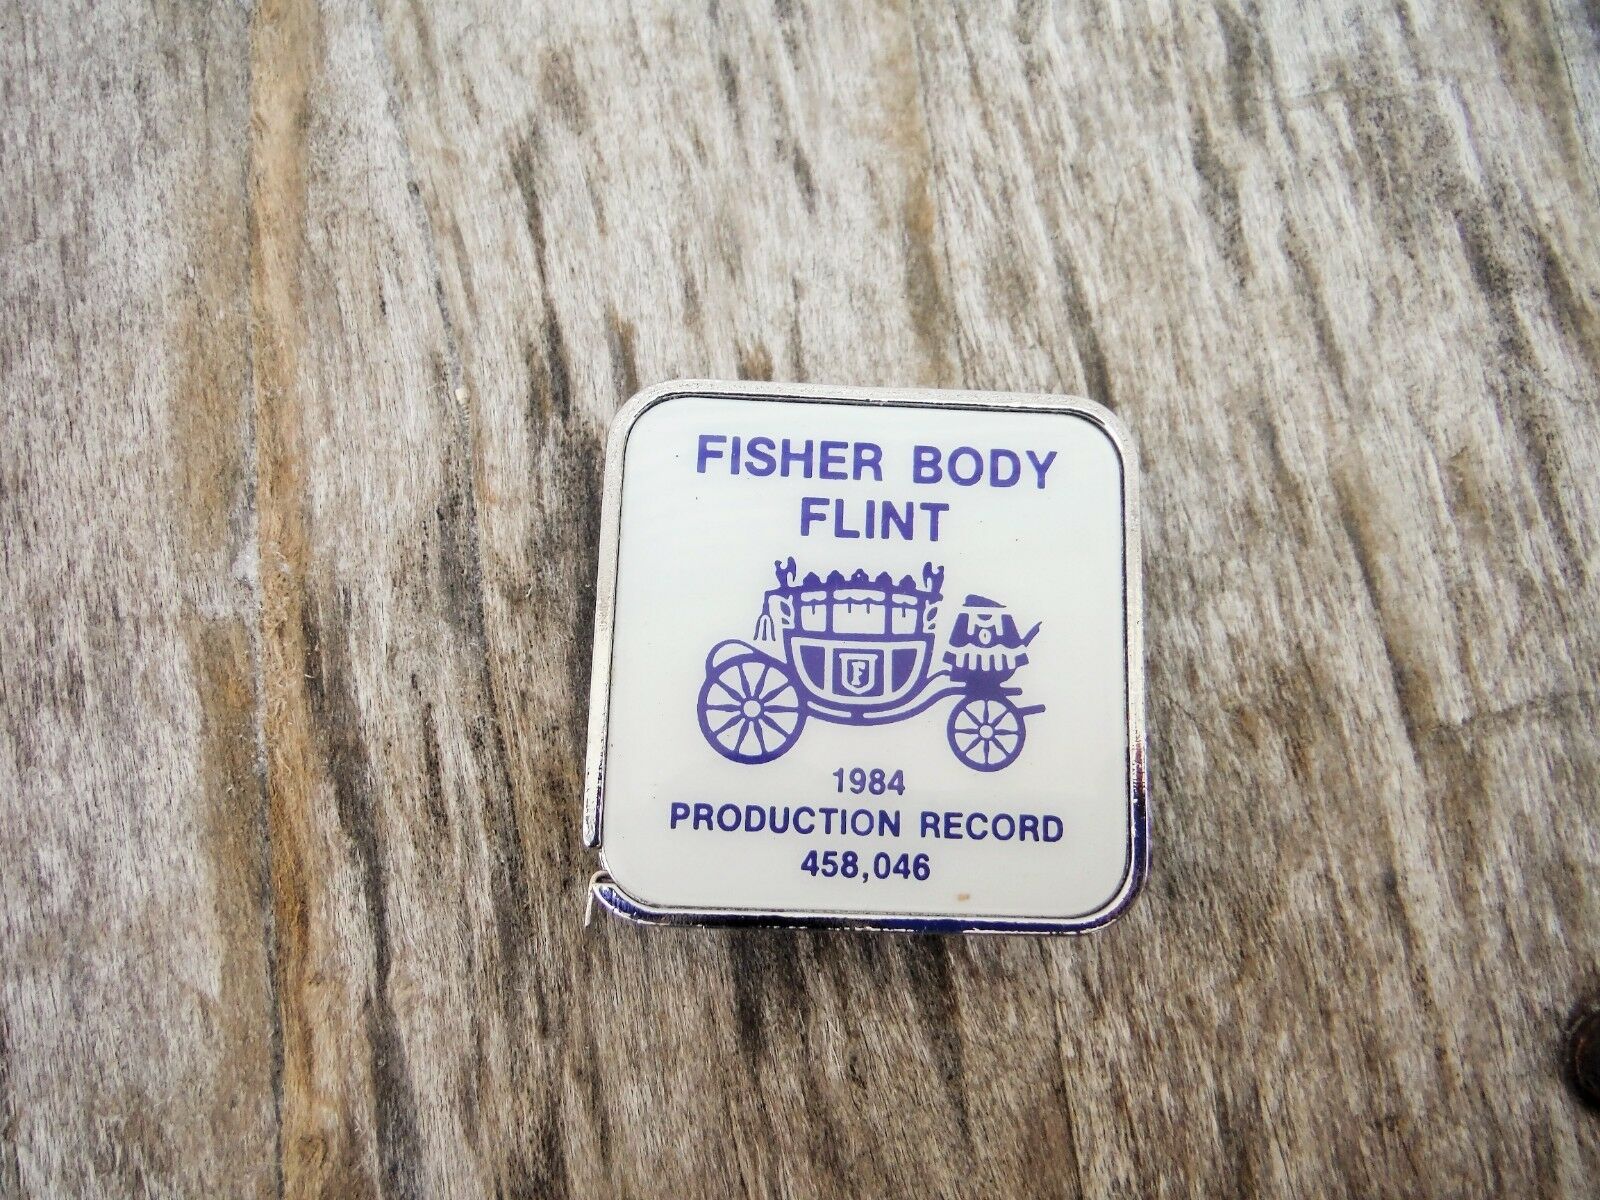 FISHER BODY
FLINT
F
1984
PRODUCTION RECORD
458,046